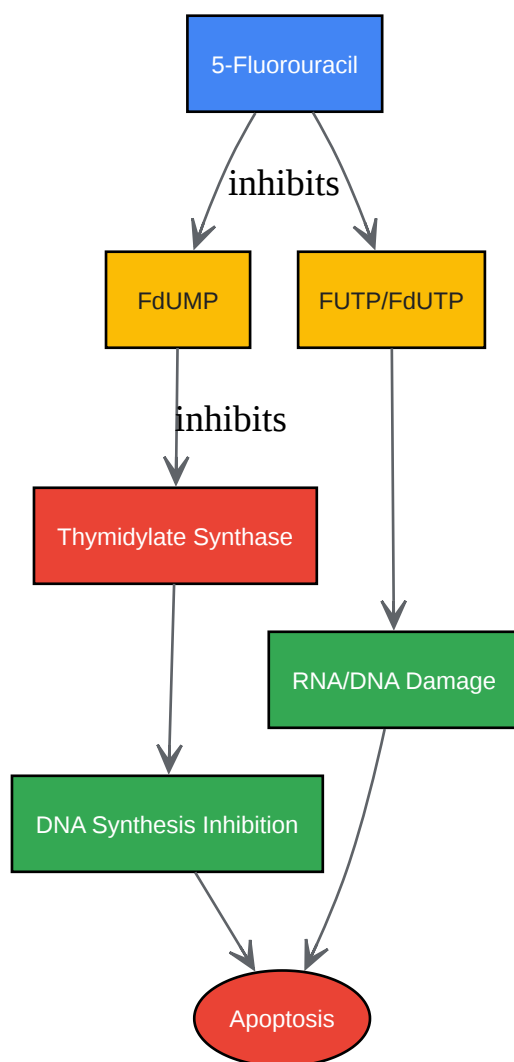 5-Fluorouracil
inhibits
FdUMP
FUTP/FdUTP
inhibits
Thymidylate Synthase
RNA/DNA Damage
DNA Synthesis Inhibition
Apoptosis